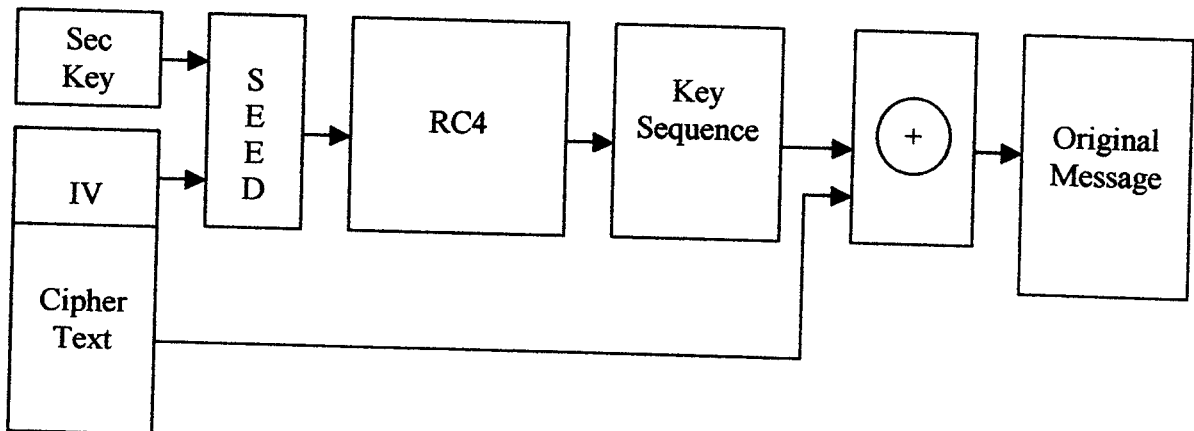 Sec
Key
IV
Cipher
Text
S
E
E
D
RC4
Key
Sequence
+
Original
Message